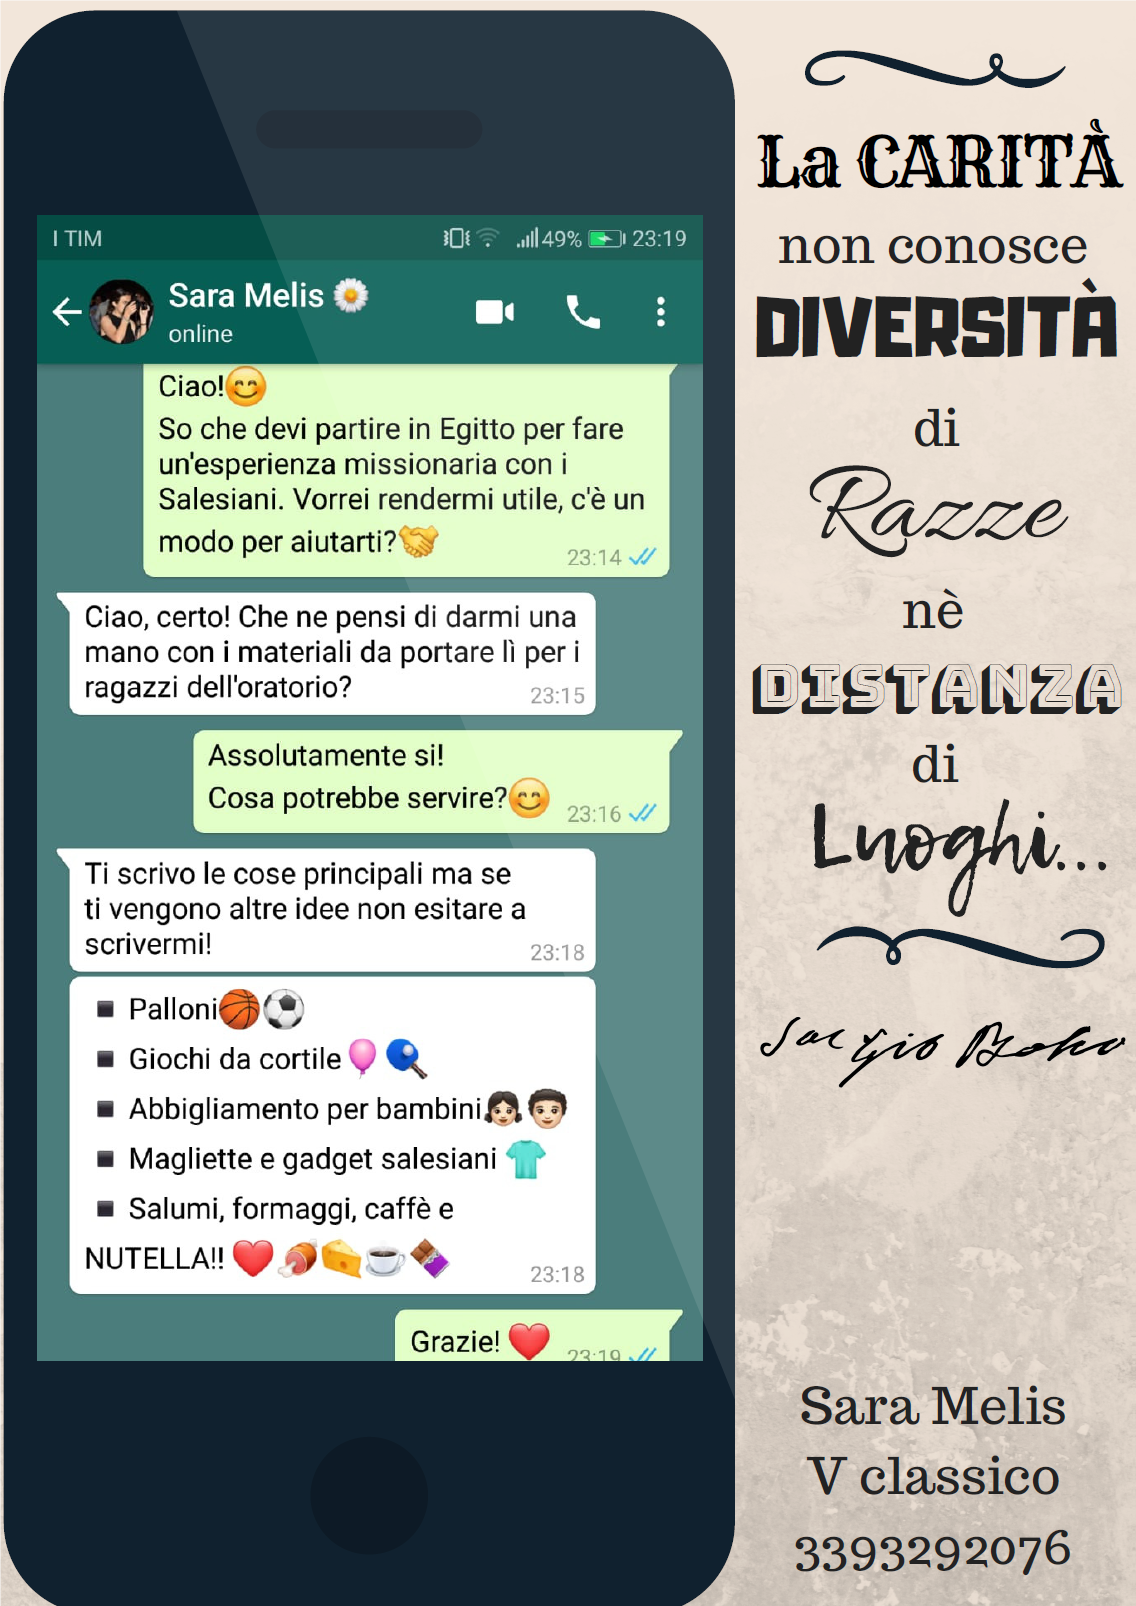 I TIM
49% 23:19
Sara Melis 🌼
online
Ciao!😊
So che devi partire in Egitto per fare
un'esperienza missionaria con i
Salesiani. Vorrei rendermi utile, c'è un
modo per aiutarti?🤝
23:14
Ciao, certo! Che ne pensi di darmi una
mano con i materiali da portare lì per i
ragazzi dell'oratorio?
23:15
Assolutamente si!
Cosa potrebbe servire?😊
23:16
Ti scrivo le cose principali ma se
ti vengono altre idee non esitare a
scrivermi!
23:18
▪ Palloni🏀⚽
▪ Giochi da cortile🎈🏓
▪ Abbigliamento per bambini👧👦
▪ Magliette e gadget salesiani 👕
▪ Salumi, formaggi, caffè e
NUTELLA!! ❤🍖🧀☕🍫
23:18
Grazie! ❤
23:19
La CARITÀ
non conosce
DIVERSITÀ
di
Razze
nè
DISTANZA
di
Luoghi...
Sara Melis
V classico
3393292076